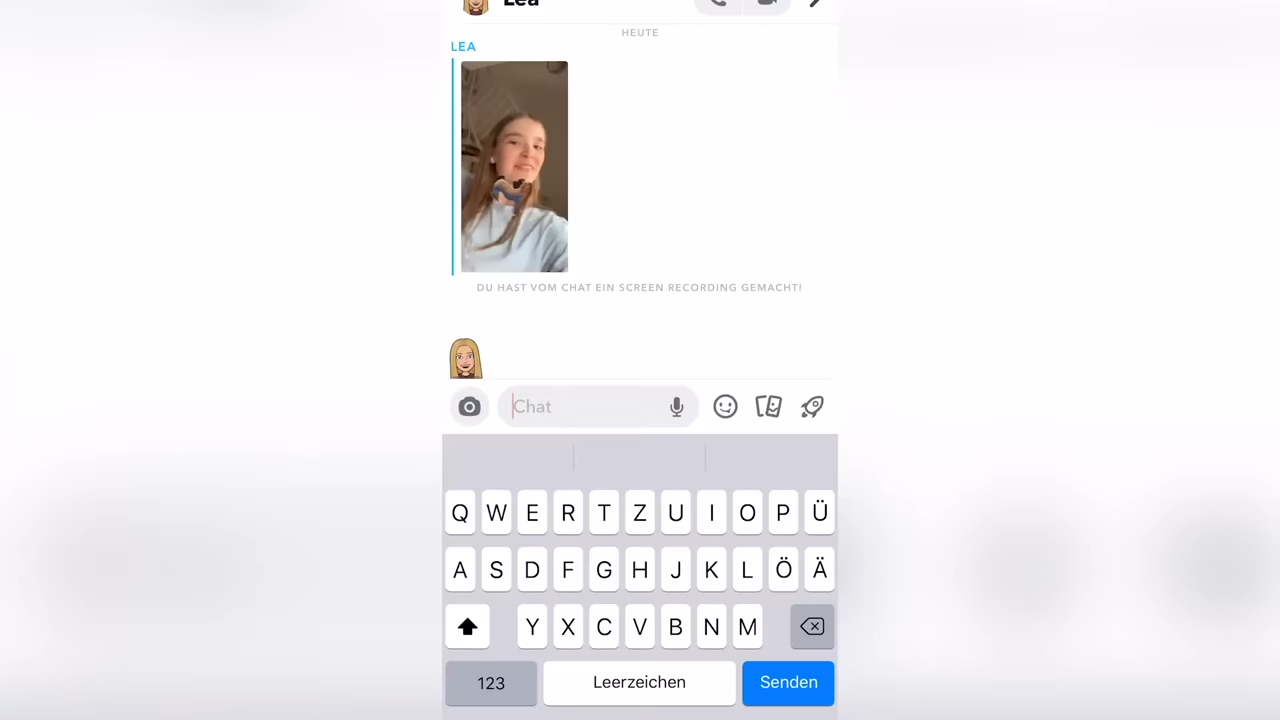 Lea
HEUTE
LEA
DU HAST VOM CHAT EIN SCREEN RECORDING GEMACHT!
Chat
Q W E R T Z U I O P Ü
A S D F G H J K L Ö Ä
Y X C V B N M
123 Leerzeichen Senden